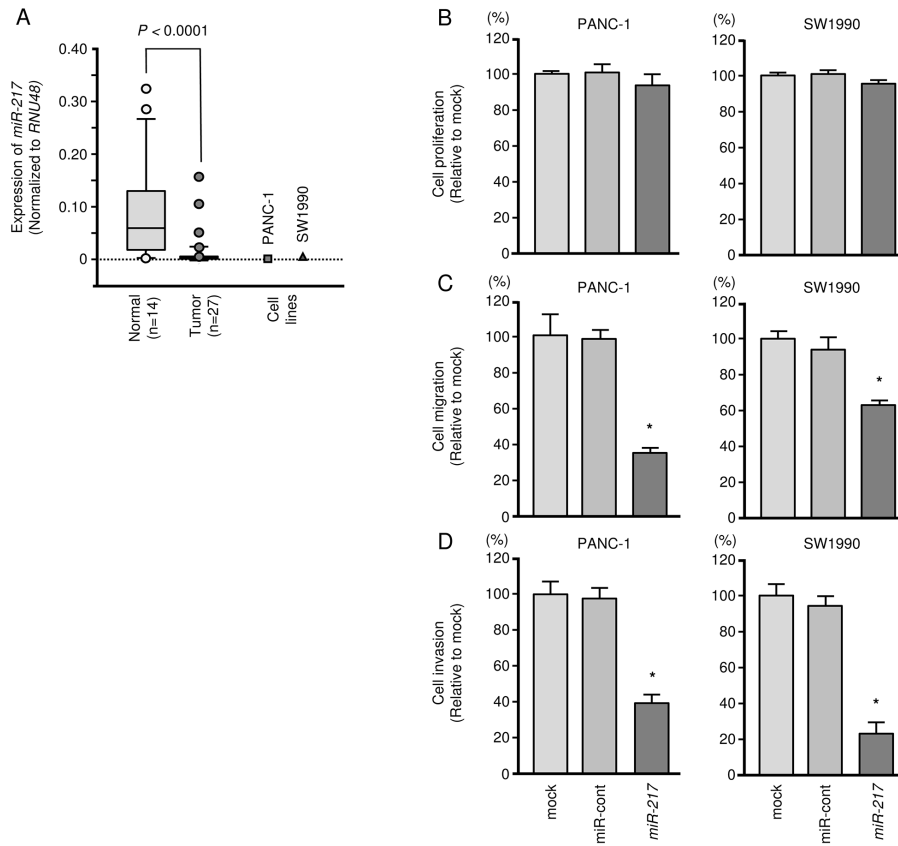 A
P < 0.0001
Expression of miR-217
(Normalized to RNU48)
0.40
0.30
0.20
0.10
0
PANC-1
SW1990
Normal
(n=14)
Tumor
(n=27)
Cell
lines
B
(%)
PANC-1
Cell proliferation
(Relative to mock)
120
100
80
60
40
20
0
(%)
SW1990
120
100
80
60
40
20
0
C
(%)
PANC-1
Cell migration
(Relative to mock)
120
100
80
60
40
20
0
*
(%)
SW1990
120
100
80
60
40
20
0
*
D
(%)
PANC-1
Cell invasion
(Relative to mock)
120
100
80
60
40
20
0
*
mock
miR-cont
miR-217
(%)
SW1990
120
100
80
60
40
20
0
*
mock
miR-cont
miR-217